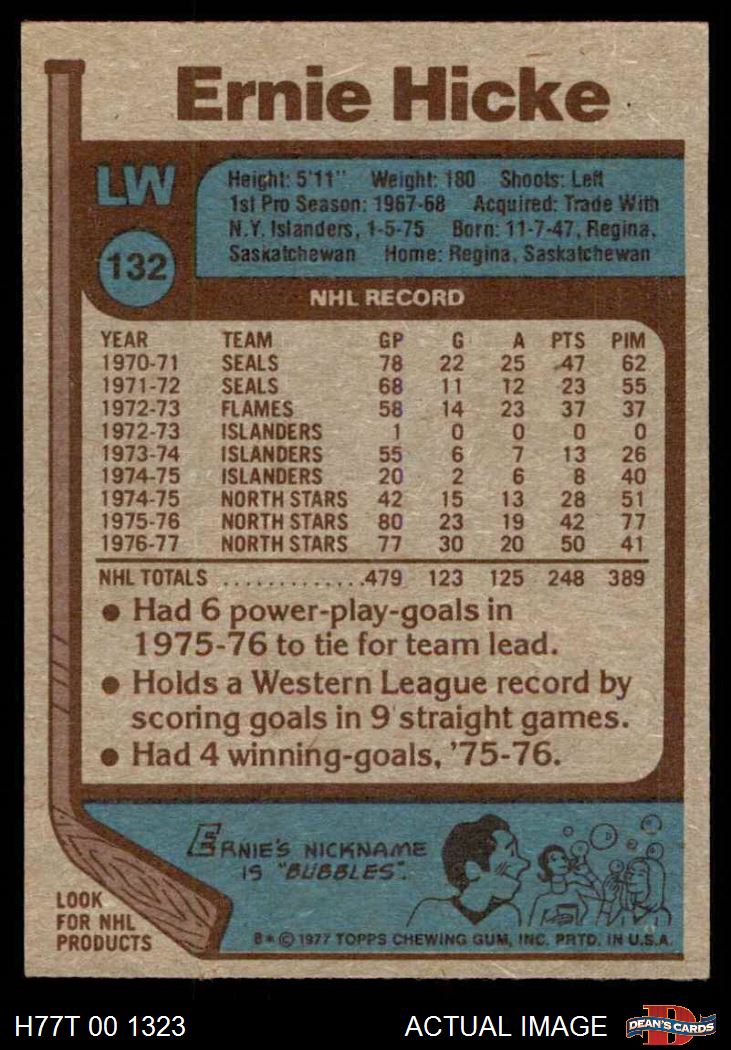 Ernie Hicke
LW
132
Height: 5'11" Weight: 180 Shoots: Left
1st Pro Season: 1967-68 Acquired: Trade With
N.Y. Islanders, 1-5-75 Born: 11-7-47, Regina,
Saskatchewan Home: Regina, Saskatchewan
NHL RECORD
YEAR TEAM GP G A PTS PIM
1970-71 SEALS 78 22 25 47 62
1971-72 SEALS 68 11 12 23 55
1972-73 FLAMES 58 14 23 37 37
1972-73 ISLANDERS 1 0 0 0 0
1973-74 ISLANDERS 55 6 7 13 26
1974-75 ISLANDERS 20 2 6 8 40
1974-75 NORTH STARS 42 15 13 28 51
1975-76 NORTH STARS 80 23 19 42 77
1976-77 NORTH STARS 77 30 20 50 41
NHL TOTALS .............479 123 125 248 389
● Had 6 power-play-goals in
1975-76 to tie for team lead.
● Holds a Western League record by
scoring goals in 9 straight games.
● Had 4 winning-goals, '75-76.
ERNIE'S NICKNAME
IS "BUBBLES".
LOOK
FOR NHL
PRODUCTS
B * © 1977 TOPPS CHEWING GUM, INC. PRTD. IN U.S.A.
H77T 00 1323 ACTUAL IMAGE
D
DEAN'S CARDS